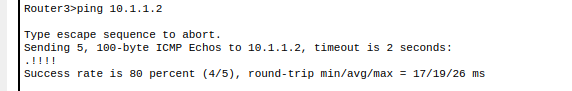 Router3>ping 10.1.1.2
Type escape sequence to abort.
Sending 5, 100-byte ICMP Echos to 10.1.1.2, timeout is 2 seconds:
.!!!!
Success rate is 80 percent (4/5), round-trip min/avg/max = 17/19/26 ms